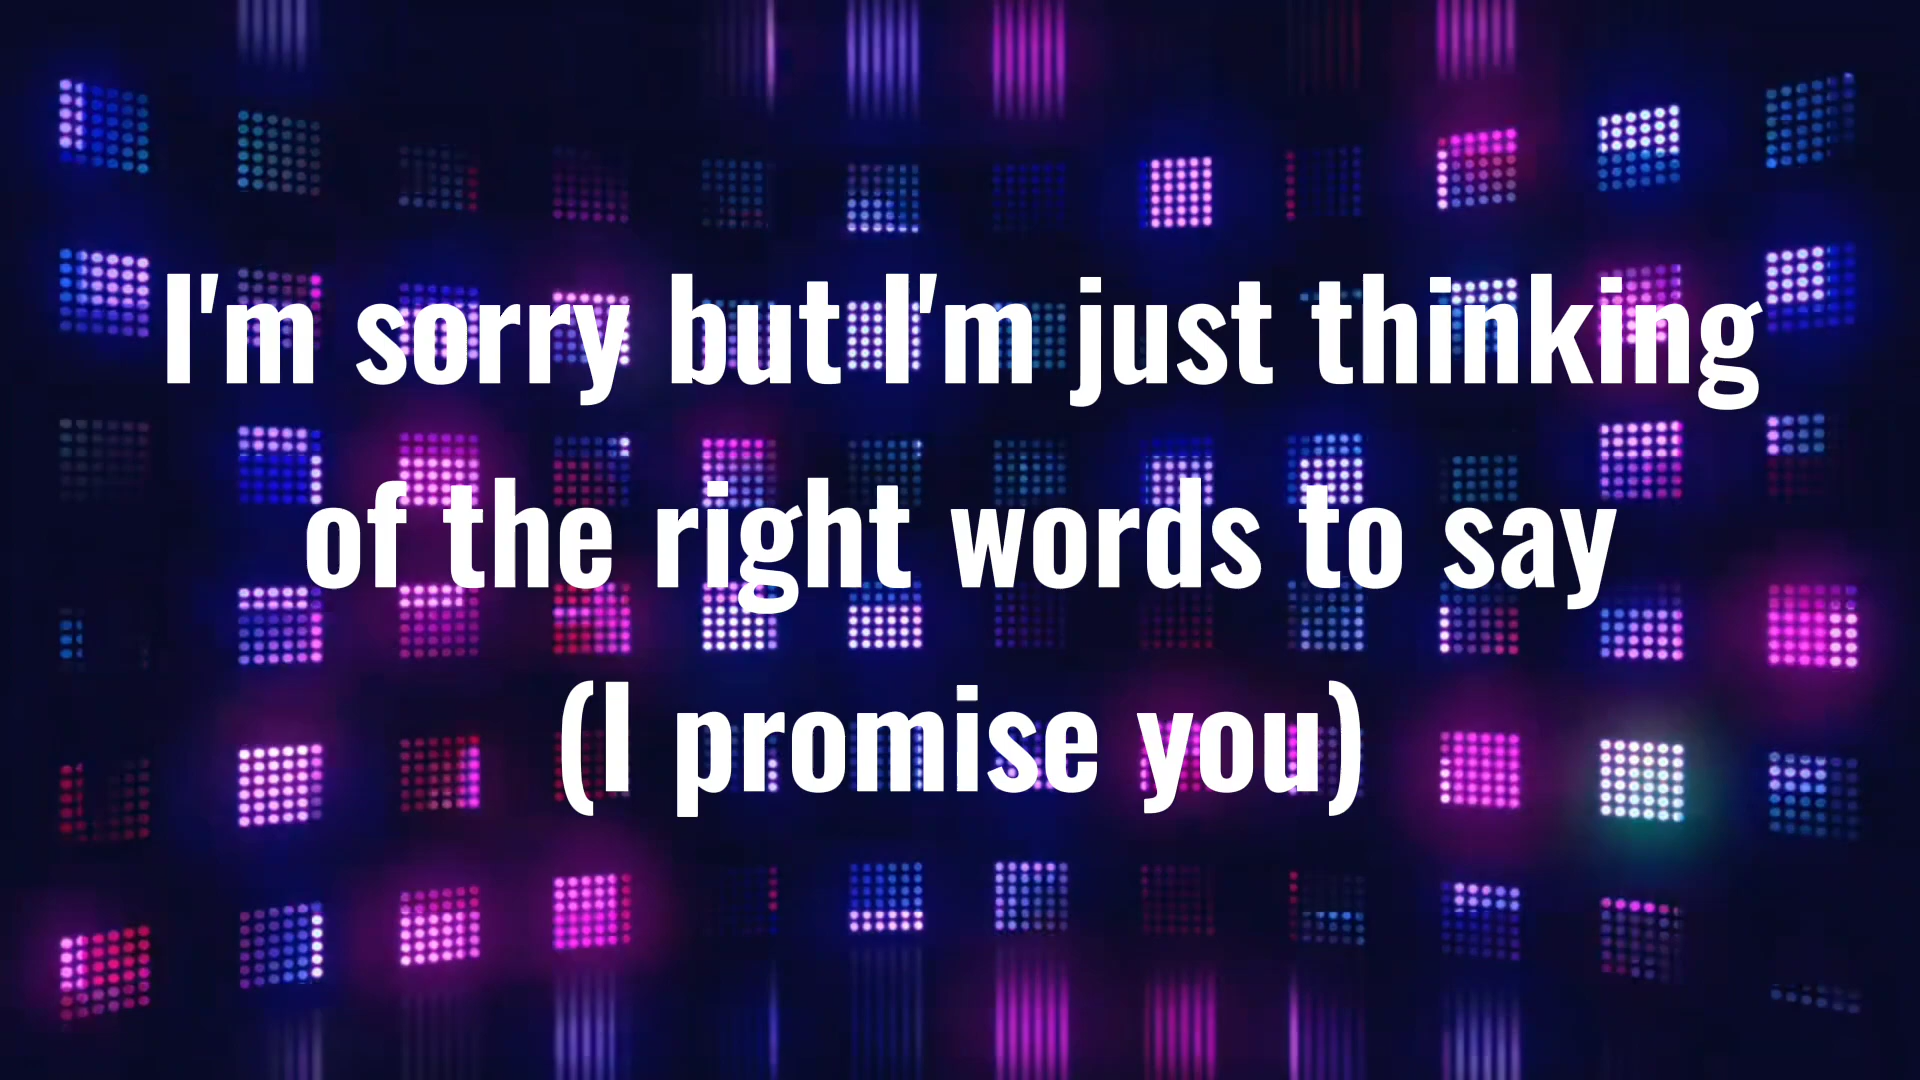 I'm sorry but I'm just thinking
of the right words to say
(I promise you)